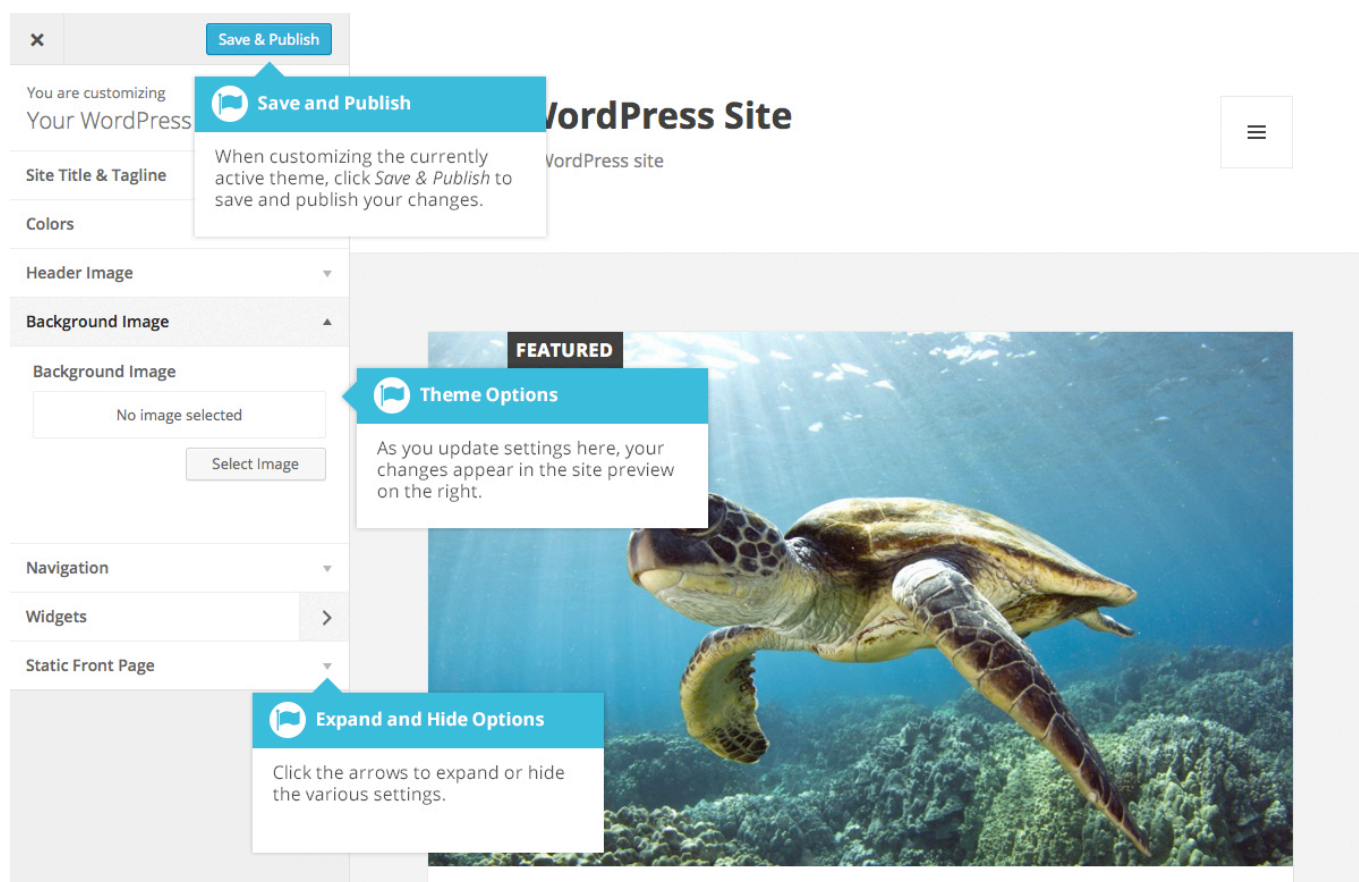 Save & Publish
You are customizing
Your WordPress
Save and Publish
When customizing the currently
active theme, click Save & Publish to
save and publish your changes.
WordPress Site
WordPress site
Site Title & Tagline
Colors
Header Image
Background Image
Background Image
No image selected
Select Image
FEATURED
Theme Options
As you update settings here, your
changes appear in the site preview
on the right.
Navigation
Widgets
Static Front Page
Expand and Hide Options
Click the arrows to expand or hide
the various settings.